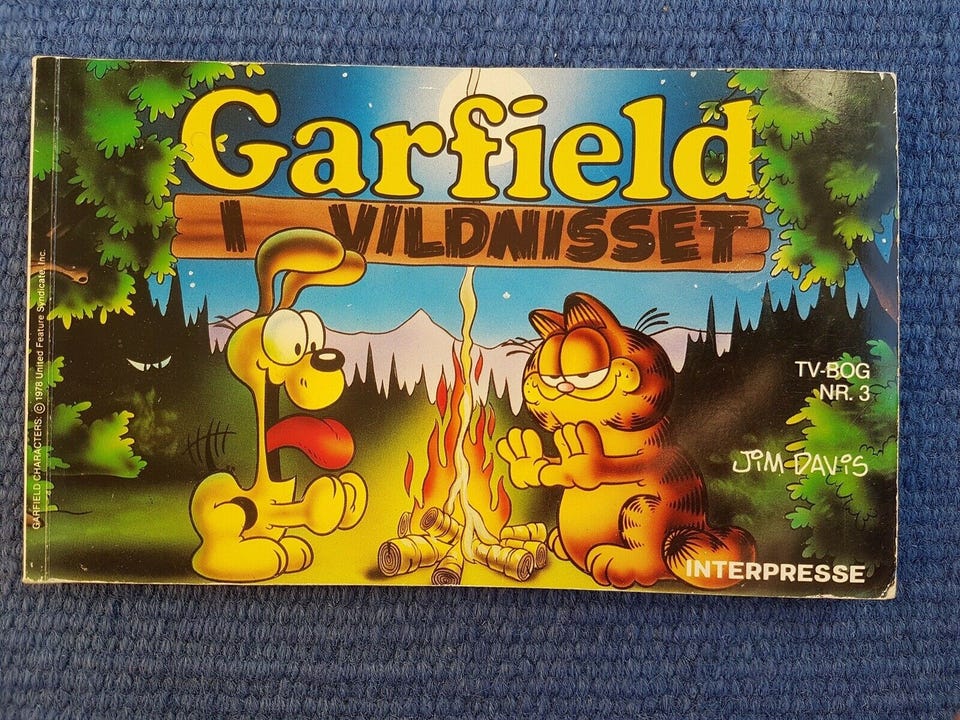 Garfield
I VILDNISSET
TV-BOG
NR. 3
JIM DAVIS
INTERPRESSE
GARFIELD CHARACTERS: © 1978 United Feature Syndicate, Inc.